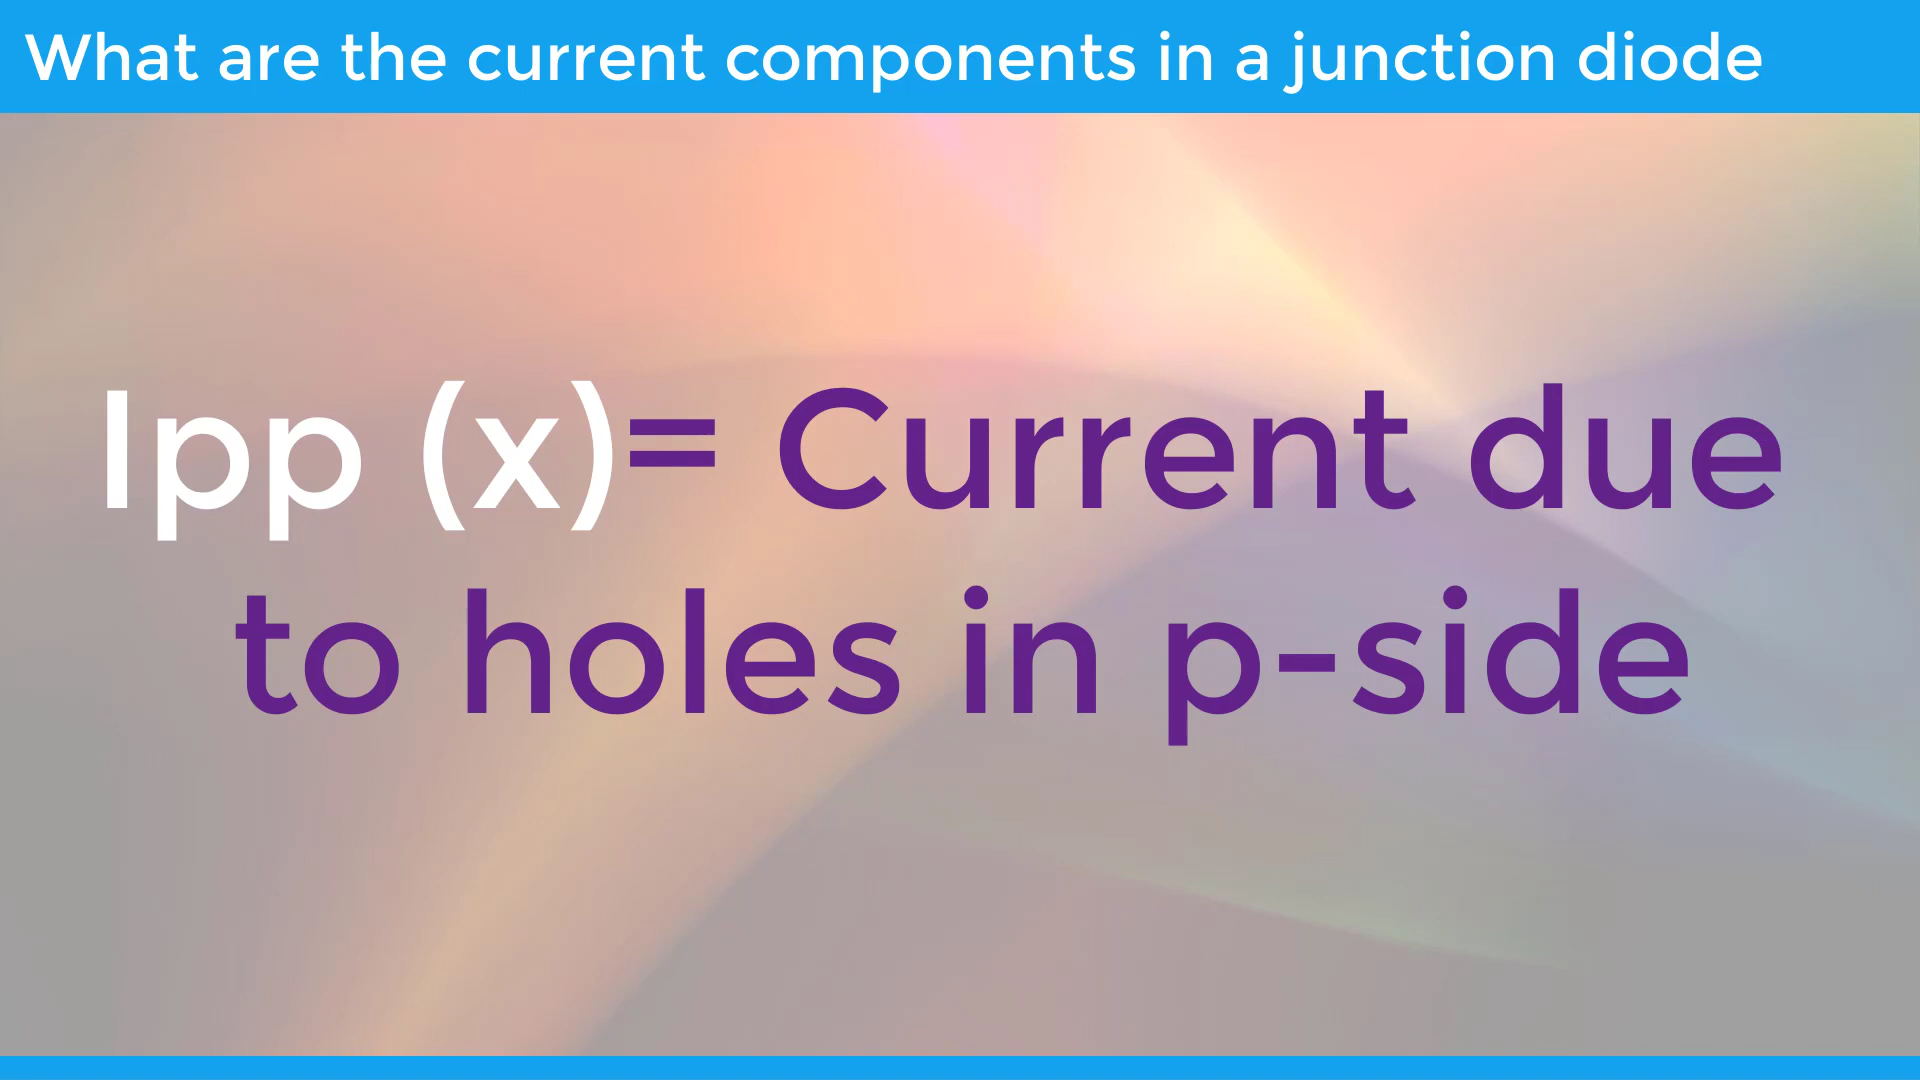 What are the current components in a junction diode
Ipp (x)= Current due
to holes in p-side